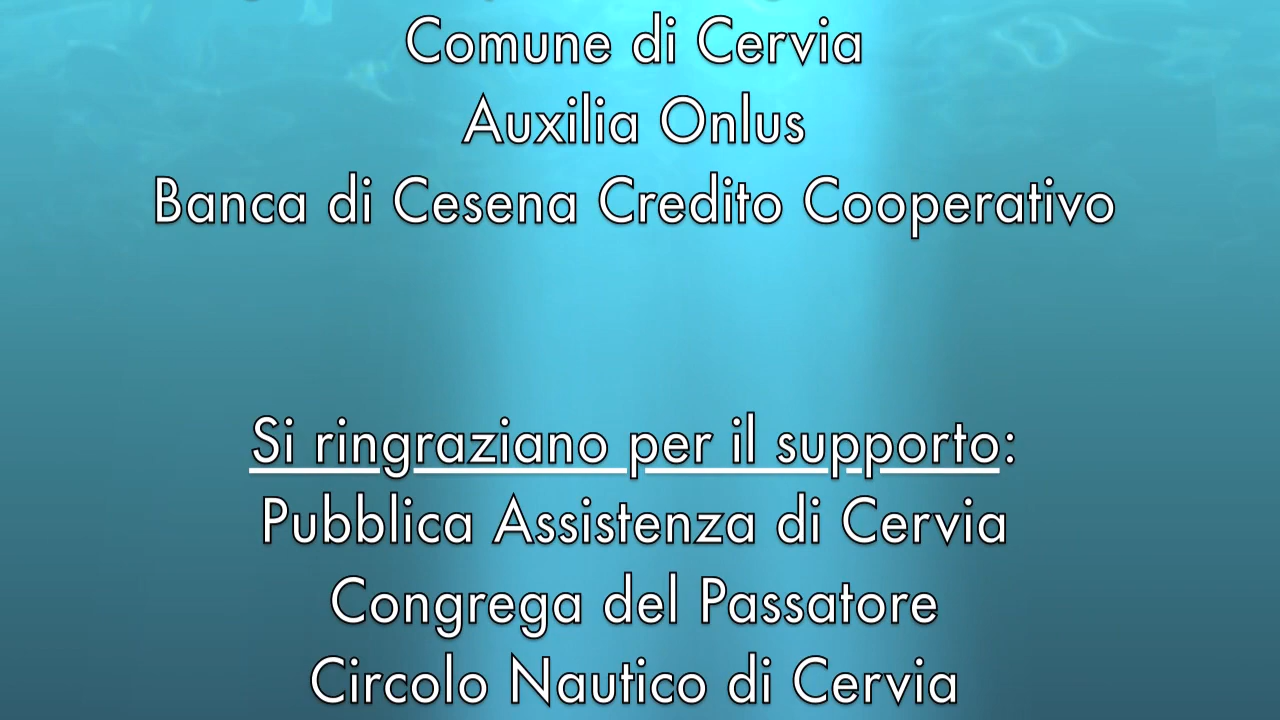 Comune di Cervia
Auxilia Onlus
Banca di Cesena Credito Cooperativo
Si ringraziano per il supporto:
Pubblica Assistenza di Cervia
Congrega del Passatore
Circolo Nautico di Cervia